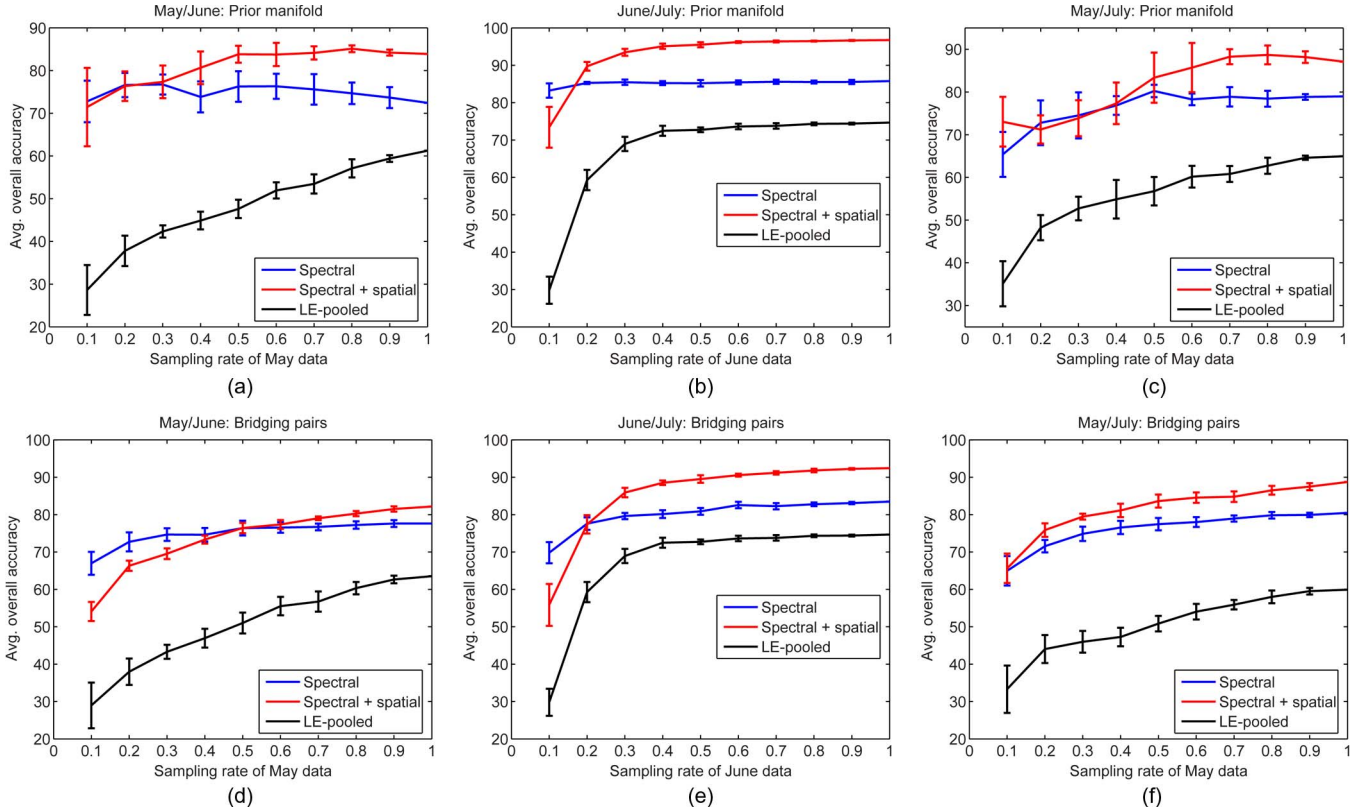 May/June: Prior manifold
90
80
70
60
50
40
30
20
Avg. overall accuracy
Spectral
Spectral + spatial
LE-pooled
0 0.1 0.2 0.3 0.4 0.5 0.6 0.7 0.8 0.9 1
Sampling rate of May data
(a)
June/July: Prior manifold
100
90
80
70
60
50
40
30
20
Avg. overall accuracy
Spectral
Spectral + spatial
LE-pooled
0 0.1 0.2 0.3 0.4 0.5 0.6 0.7 0.8 0.9 1
Sampling rate of June data
(b)
May/July: Prior manifold
90
80
70
60
50
40
30
Avg. overall accuracy
Spectral
Spectral + spatial
LE-pooled
0 0.1 0.2 0.3 0.4 0.5 0.6 0.7 0.8 0.9 1
Sampling rate of May data
(c)
May/June: Bridging pairs
100
90
80
70
60
50
40
30
20
Avg. overall accuracy
Spectral
Spectral + spatial
LE-pooled
0 0.1 0.2 0.3 0.4 0.5 0.6 0.7 0.8 0.9 1
Sampling rate of May data
(d)
June/July: Bridging pairs
100
90
80
70
60
50
40
30
20
Avg. overall accuracy
Spectral
Spectral + spatial
LE-pooled
0 0.1 0.2 0.3 0.4 0.5 0.6 0.7 0.8 0.9 1
Sampling rate of June data
(e)
May/July: Bridging pairs
100
90
80
70
60
50
40
30
20
Avg. overall accuracy
Spectral
Spectral + spatial
LE-pooled
0 0.1 0.2 0.3 0.4 0.5 0.6 0.7 0.8 0.9 1
Sampling rate of May data
(f)